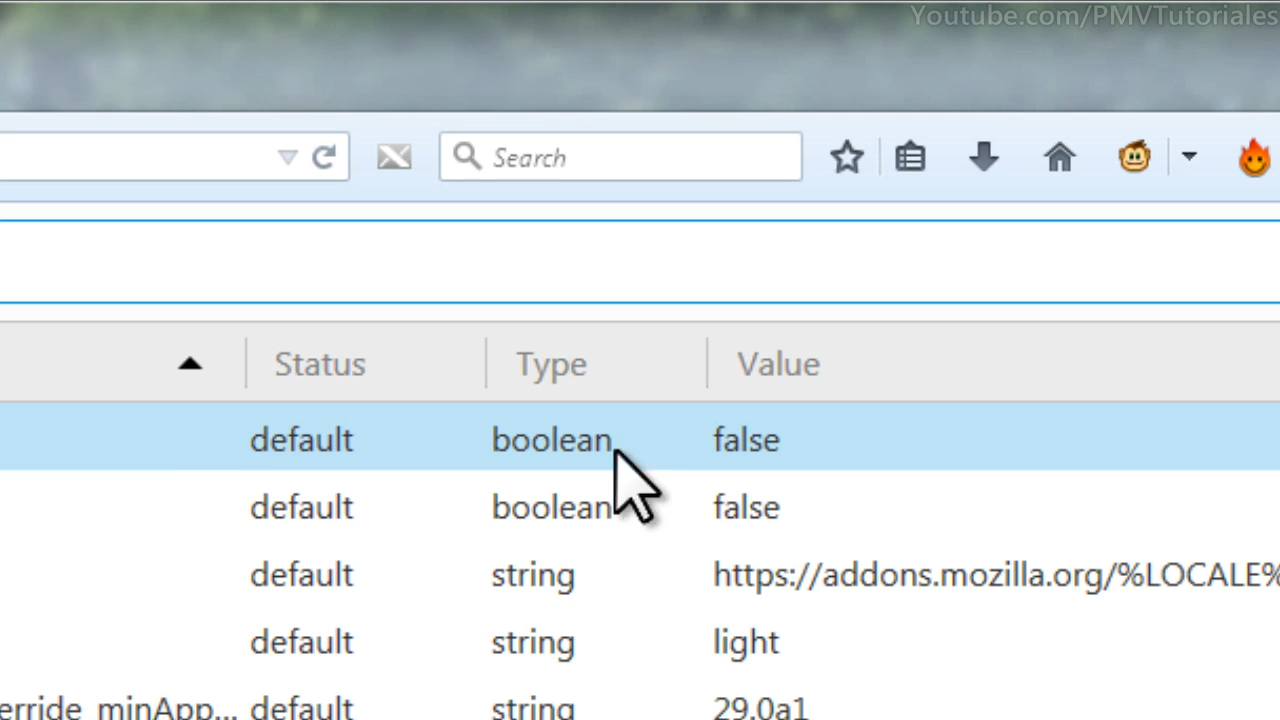 Youtube.com/PMVTutoriales
Search
Status Type Value
default boolean false
default boolean false
default string https://addons.mozilla.org/%LOCALE%
default string light
erride_minApp... default string 29.0a1